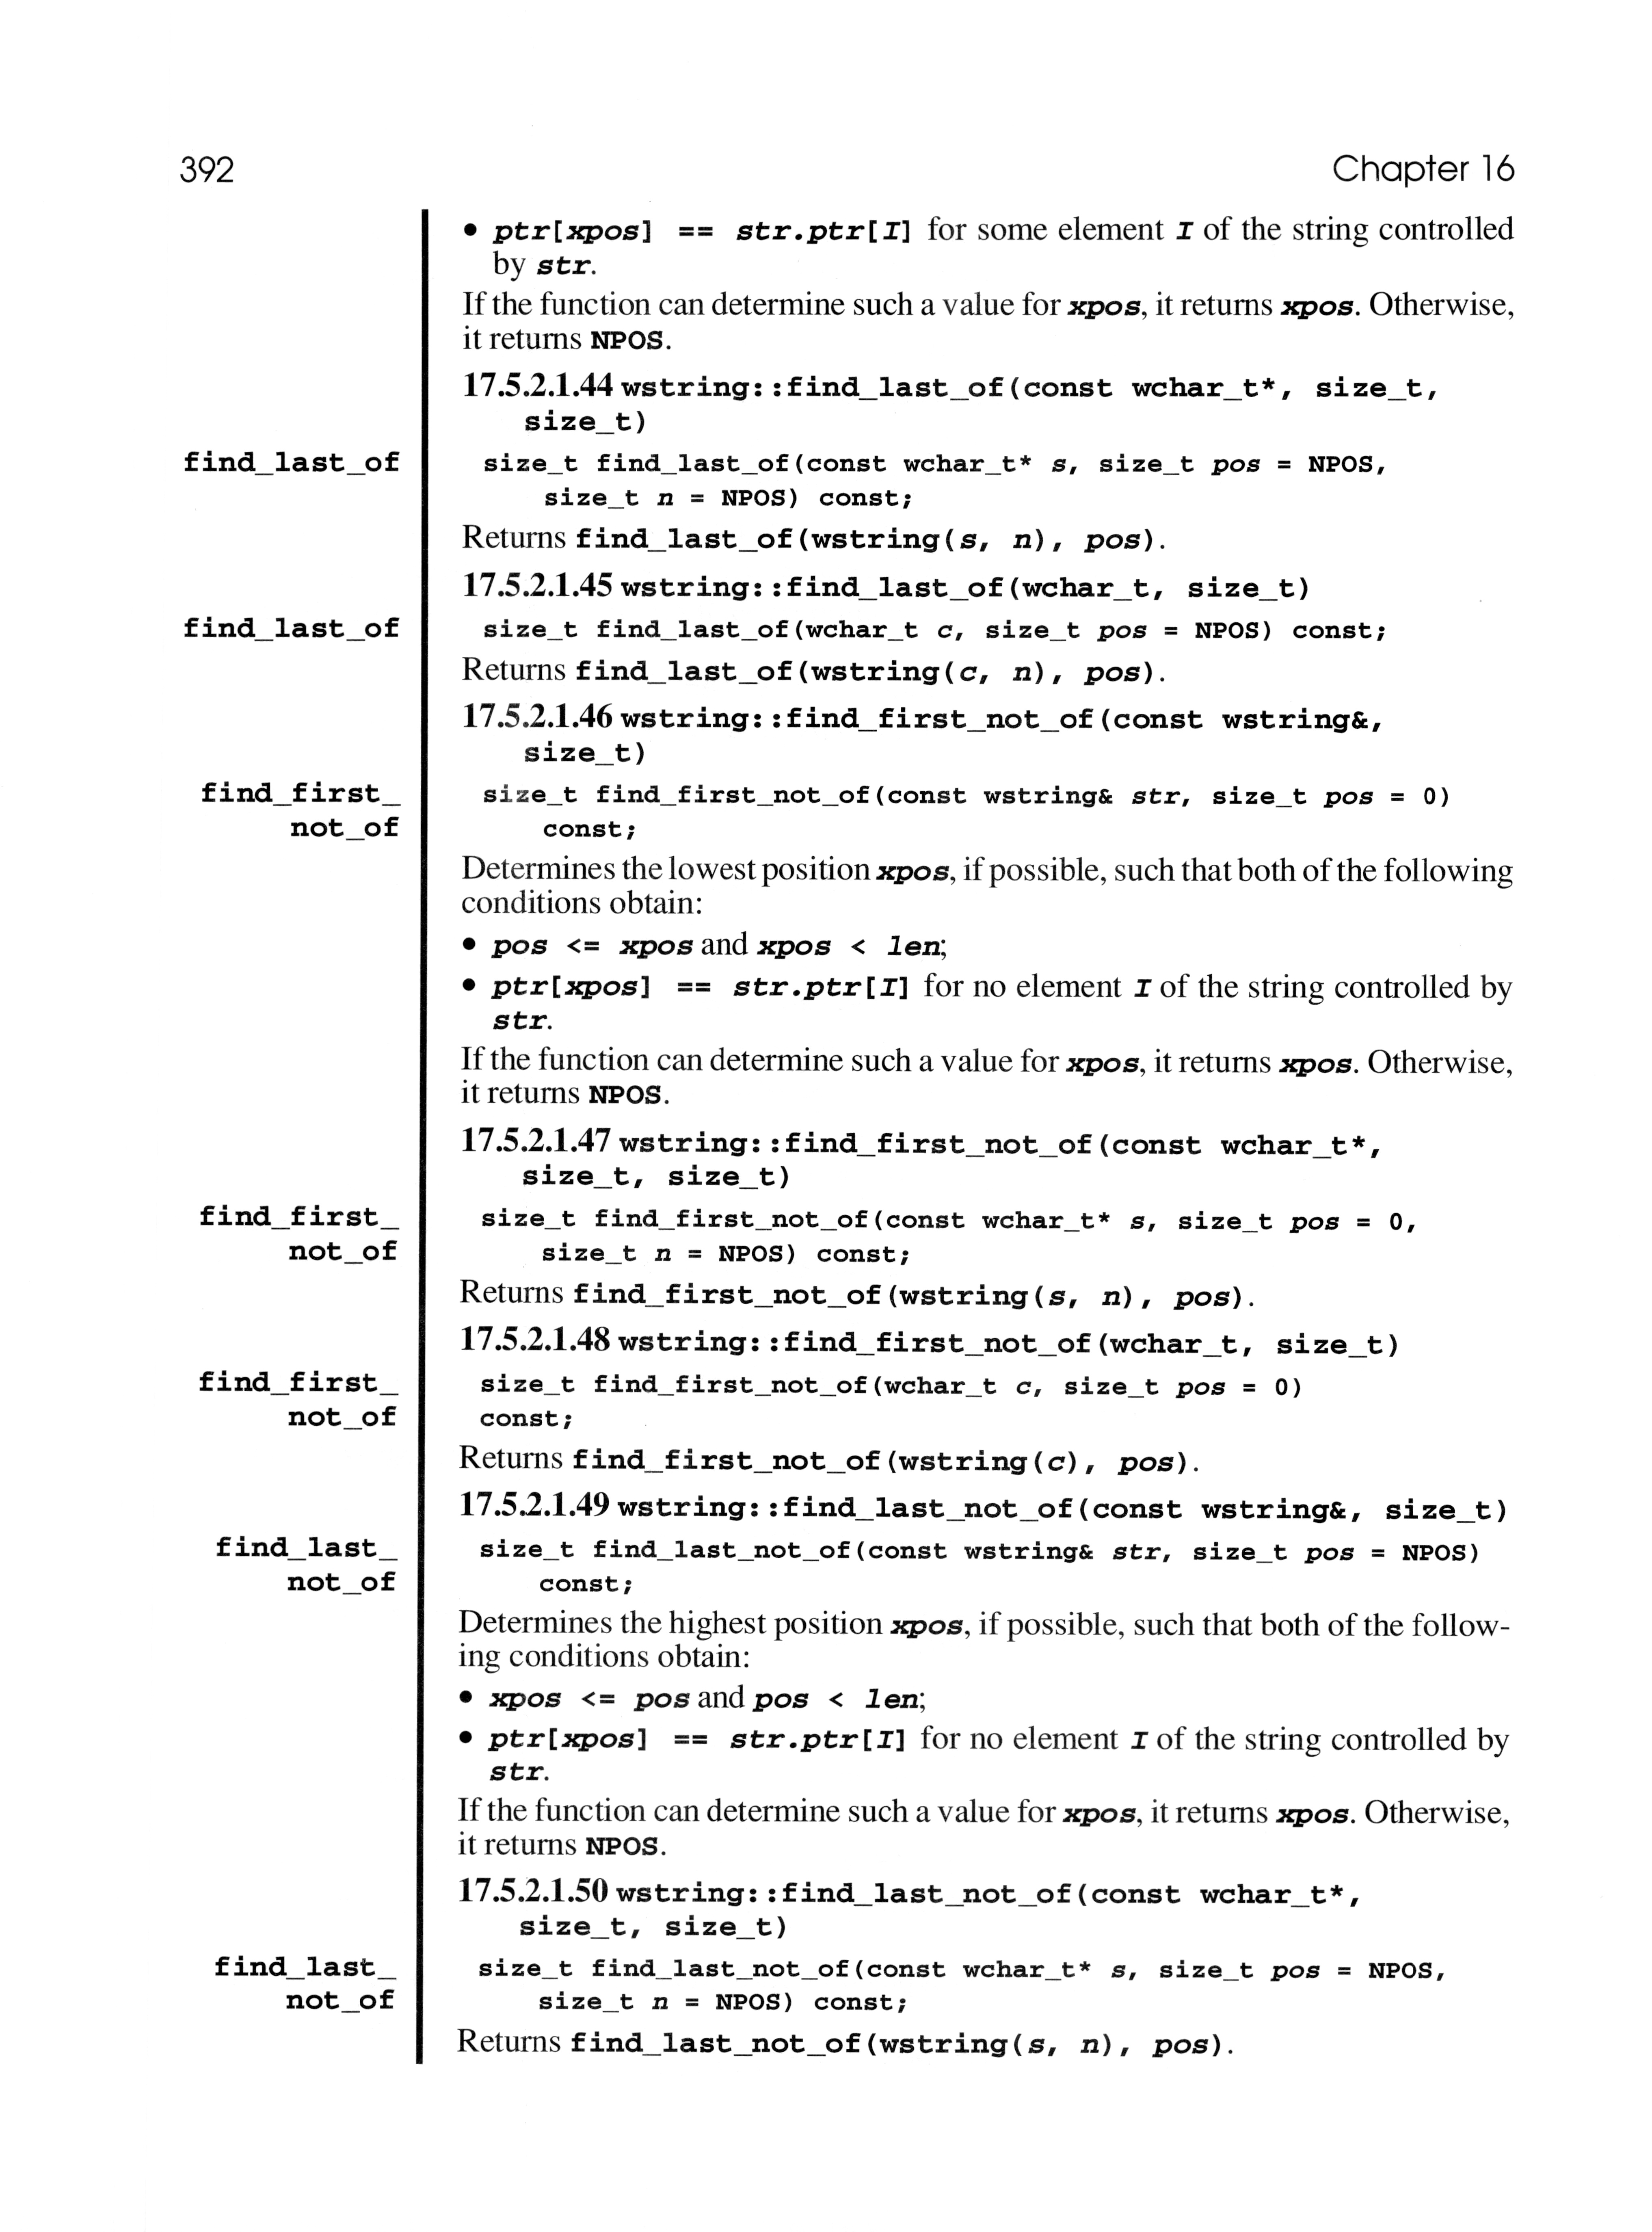 392 Chapter 16
• ptr[xpos] == str.ptr[I] for some element I of the string controlled
by str.
If the function can determine such a value for xpos, it returns xpos. Otherwise,
it returns NPOS.
17.5.2.1.44 wstring::find_last_of(const wchar_t*, size_t,
size_t)
find_last_of size_t find_last_of(const wchar_t* s, size_t pos = NPOS,
size_t n = NPOS) const;
Returns find_last_of(wstring(s, n), pos).
17.5.2.1.45 wstring::find_last_of(wchar_t, size_t)
find_last_of size_t find_last_of(wchar_t c, size_t pos = NPOS) const;
Returns find_last_of(wstring(c, n), pos).
17.5.2.1.46 wstring::find_first_not_of(const wstring&,
size_t)
find_first_ size_t find_first_not_of(const wstring& str, size_t pos = 0)
not_of const;
Determines the lowest position xpos, if possible, such that both of the following
conditions obtain:
• pos <= xpos and xpos < len;
• ptr[xpos] == str.ptr[I] for no element I of the string controlled by
str.
If the function can determine such a value for xpos, it returns xpos. Otherwise,
it returns NPOS.
17.5.2.1.47 wstring::find_first_not_of(const wchar_t*,
size_t, size_t)
find_first_ size_t find_first_not_of(const wchar_t* s, size_t pos = 0,
not_of size_t n = NPOS) const;
Returns find_first_not_of(wstring(s, n), pos).
17.5.2.1.48 wstring::find_first_not_of(wchar_t, size_t)
find_first_ size_t find_first_not_of(wchar_t c, size_t pos = 0)
not_of const;
Returns find_first_not_of(wstring(c), pos).
17.5.2.1.49 wstring::find_last_not_of(const wstring&, size_t)
find_last_ size_t find_last_not_of(const wstring& str, size_t pos = NPOS)
not_of const;
Determines the highest position xpos, if possible, such that both of the follow-
ing conditions obtain:
• xpos <= pos and pos < len;
• ptr[xpos] == str.ptr[I] for no element I of the string controlled by
str.
If the function can determine such a value for xpos, it returns xpos. Otherwise,
it returns NPOS.
17.5.2.1.50 wstring::find_last_not_of(const wchar_t*,
size_t, size_t)
find_last_ size_t find_last_not_of(const wchar_t* s, size_t pos = NPOS,
not_of size_t n = NPOS) const;
Returns find_last_not_of(wstring(s, n), pos).